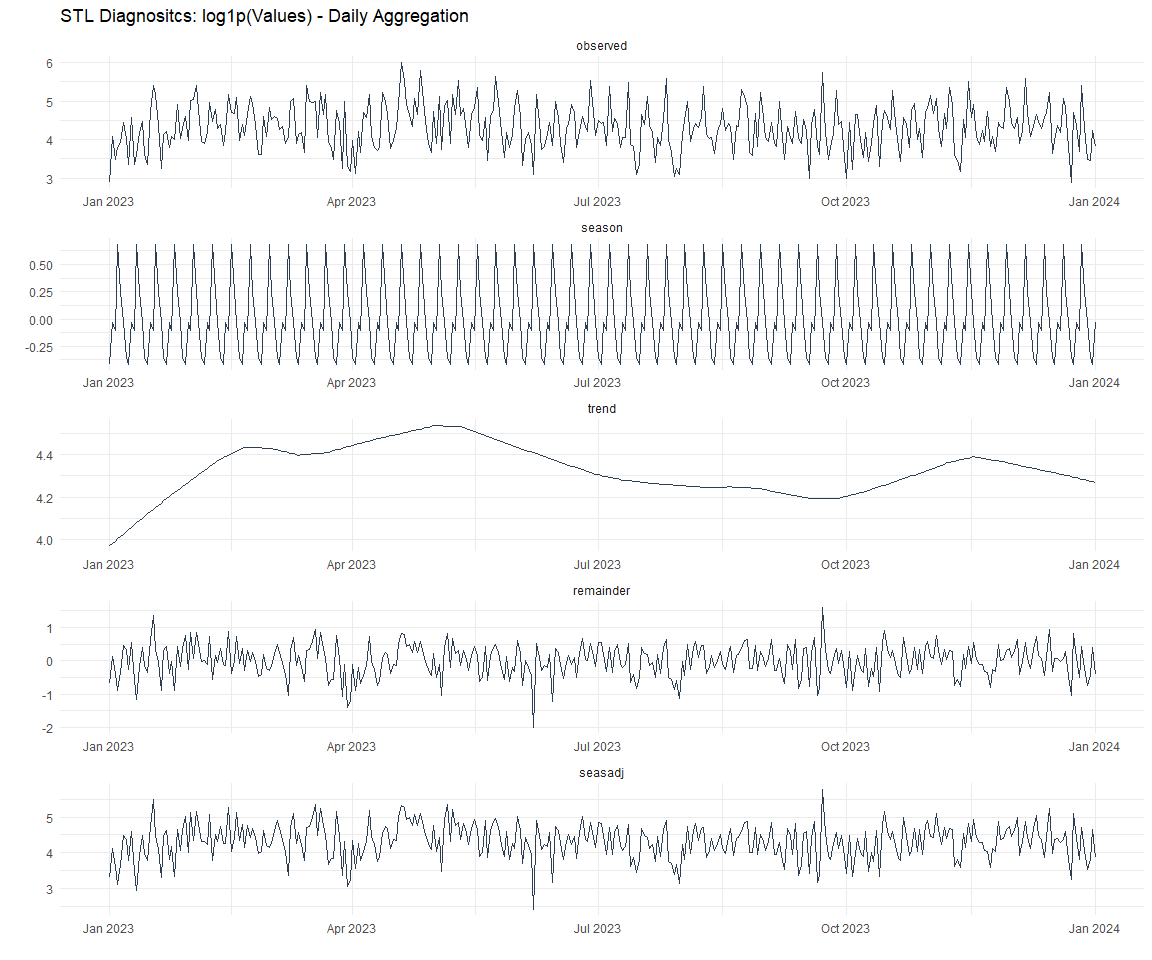 STL Diagnositcs: log1p(Values) - Daily Aggregation
observed
6
5
4
3
Jan 2023 Apr 2023 Jul 2023 Oct 2023 Jan 2024
season
0.50
0.25
0.00
-0.25
Jan 2023 Apr 2023 Jul 2023 Oct 2023 Jan 2024
trend
4.4
4.2
4.0
Jan 2023 Apr 2023 Jul 2023 Oct 2023 Jan 2024
remainder
1
0
-1
-2
Jan 2023 Apr 2023 Jul 2023 Oct 2023 Jan 2024
seasadj
5
4
3
Jan 2023 Apr 2023 Jul 2023 Oct 2023 Jan 2024